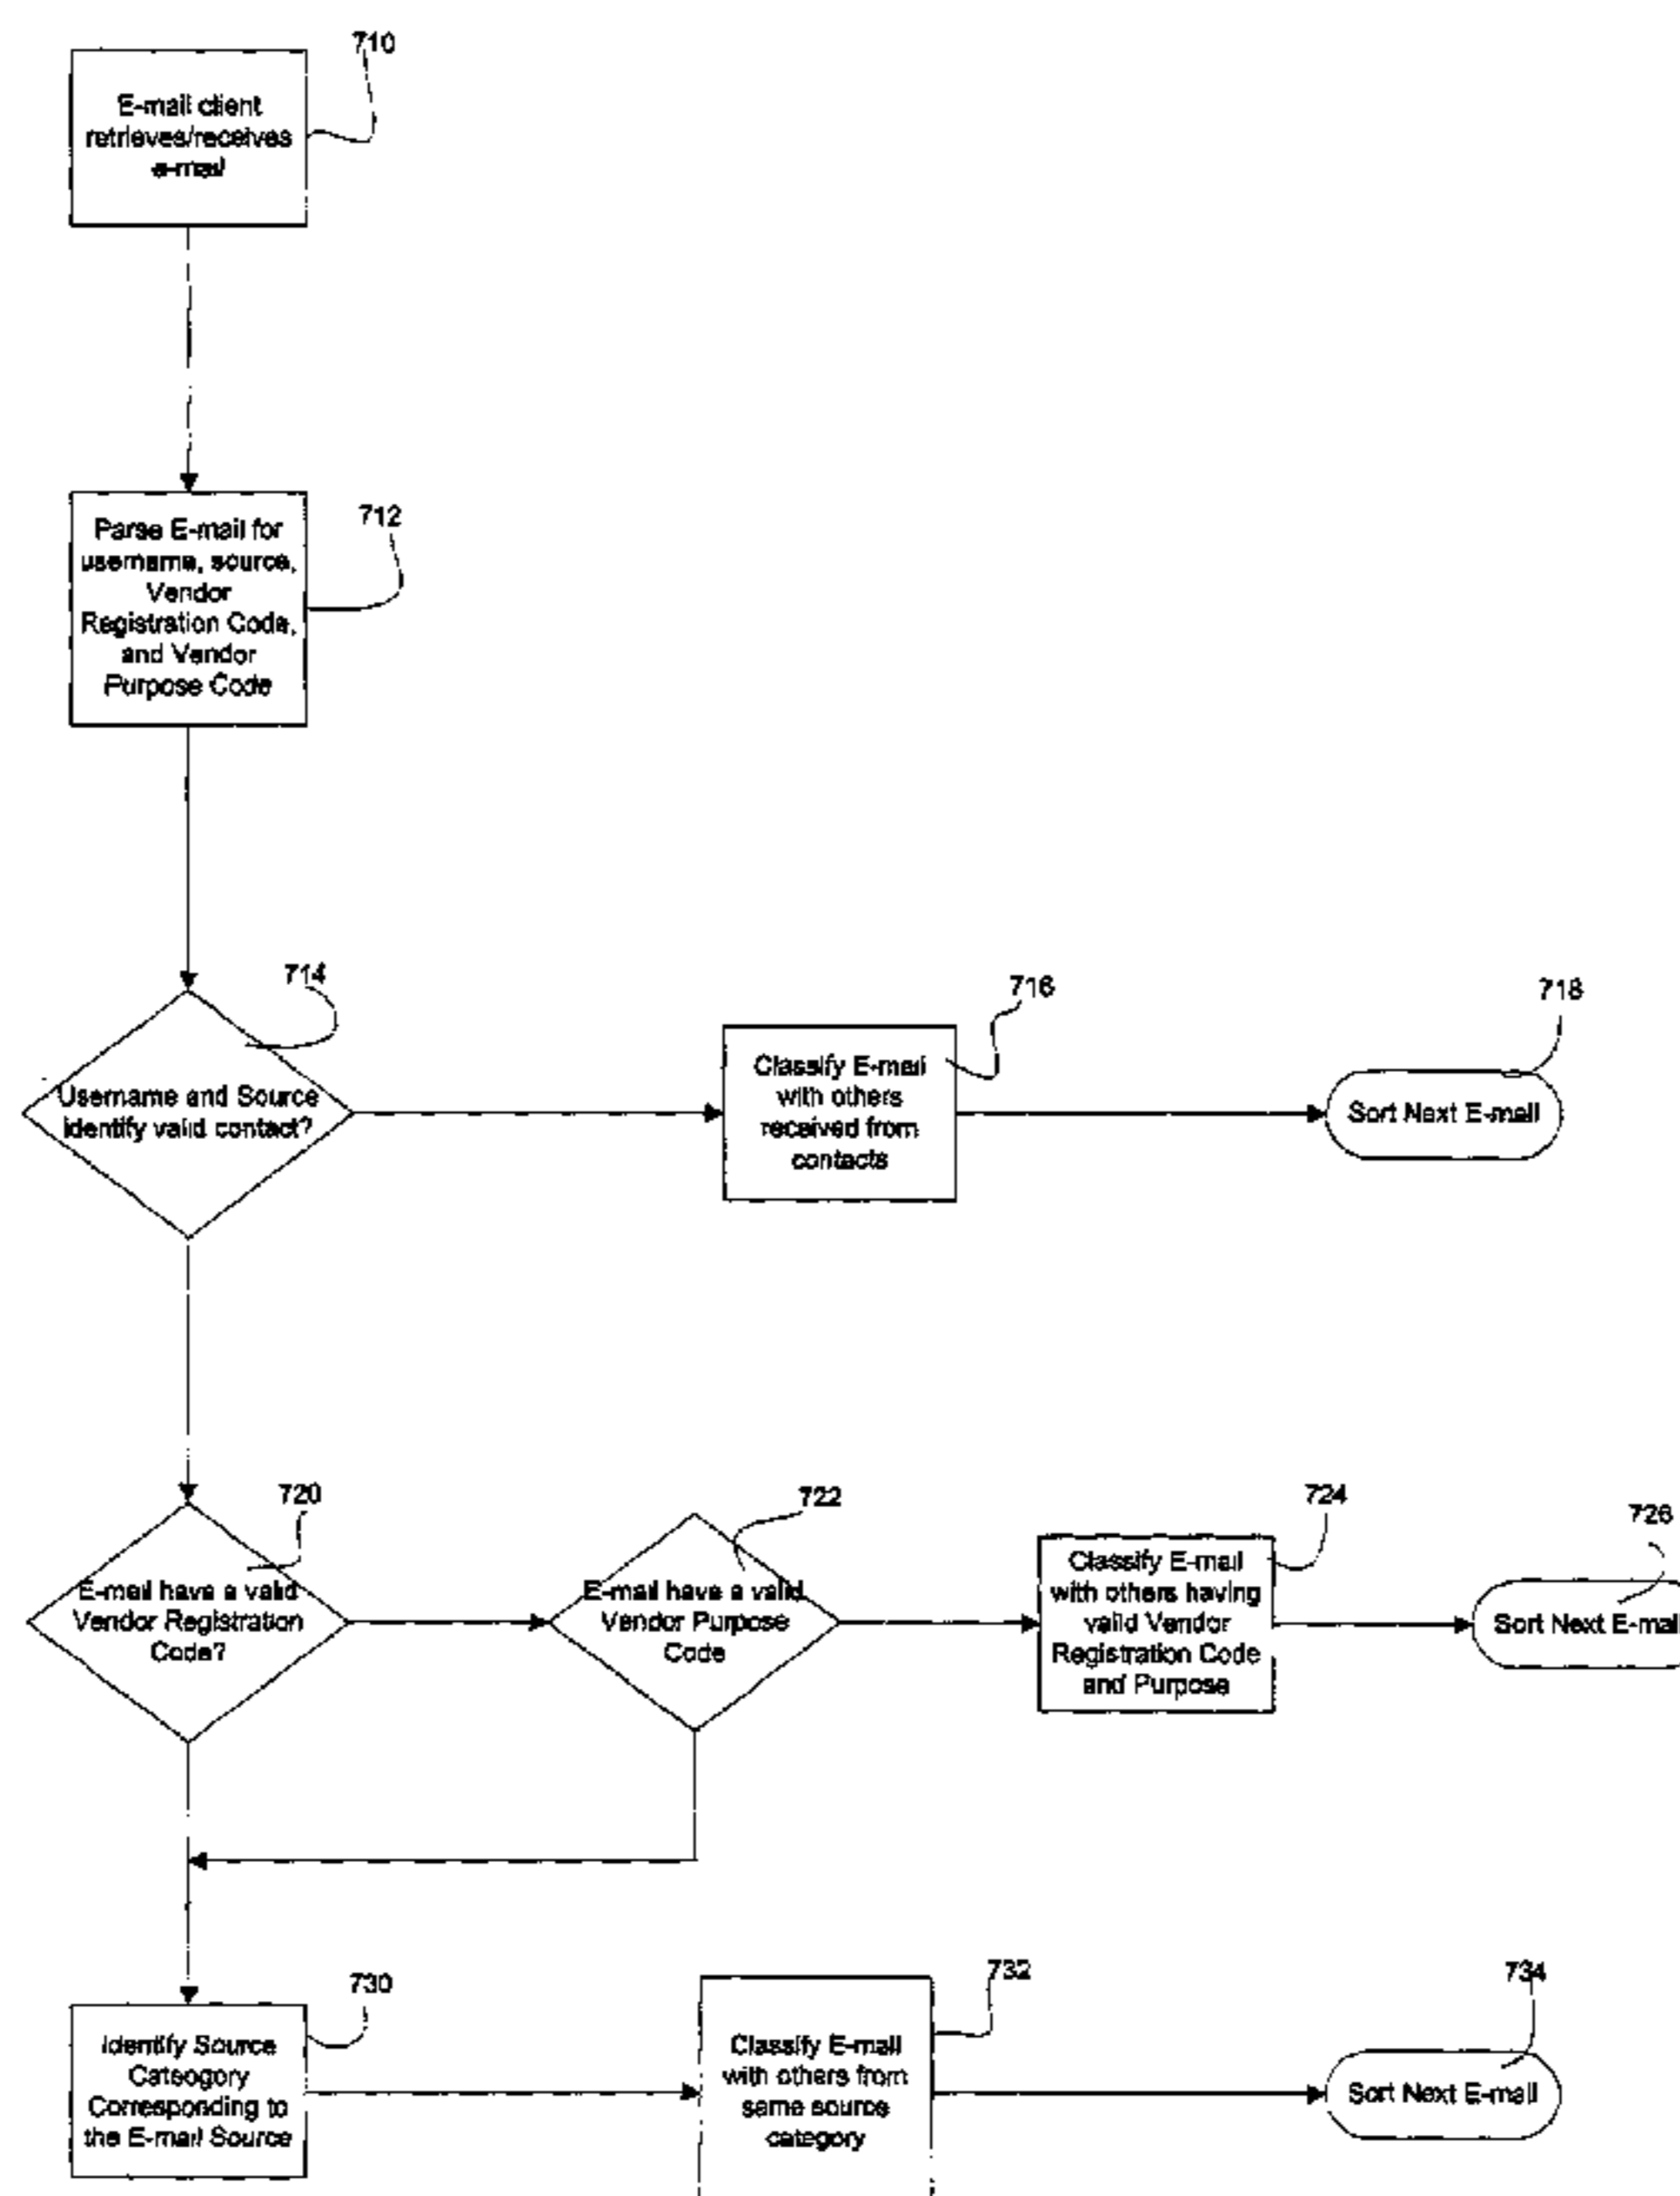 710
E-mail client
retrieves/receives
e-mail
712
Parse E-mail for
username, source,
Vendor
Registration Code,
and Vendor
Purpose Code
714
Username and Source
identify valid contact?
716
Classify E-mail
with others
received from
contacts
718
Sort Next E-mail
720
E-mail have a valid
Vendor Registration
Code?
722
E-mail have a valid
Vendor Purpose
Code
724
Classify E-mail
with others having
valid Vendor
Registration Code
and Purpose
726
Sort Next E-mail
730
Identify Source
Cateogory
Corresponding to
the E-mail Source
732
Classify E-mail
with others from
same source
category
734
Sort Next E-mail